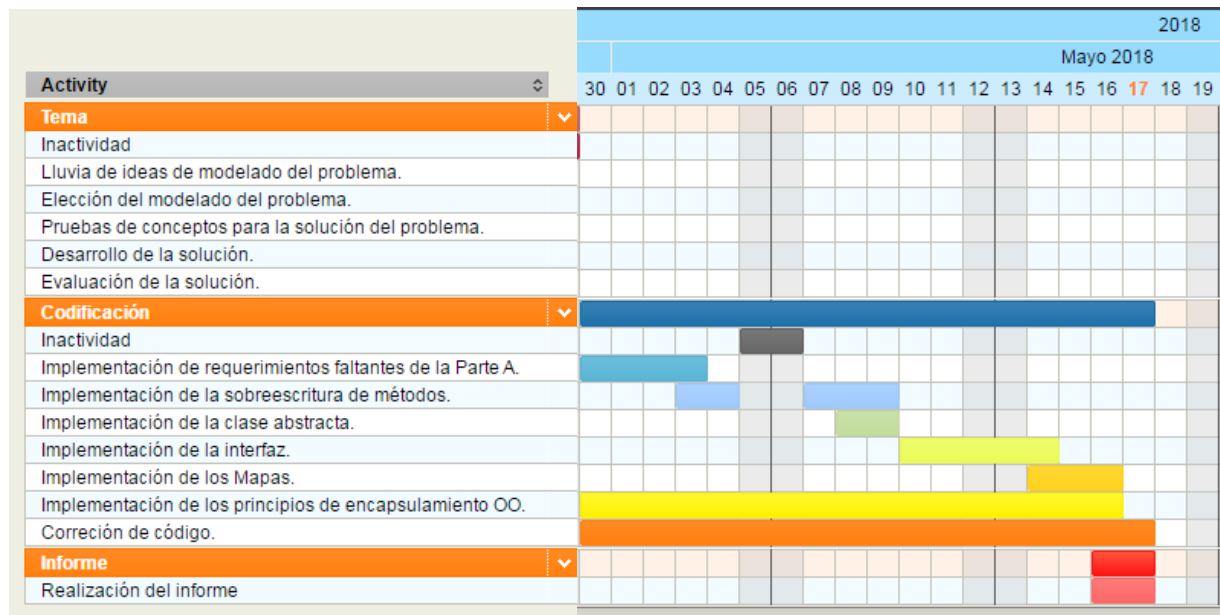 2018
Mayo 2018
Activity 30 01 02 03 04 05 06 07 08 09 10 11 12 13 14 15 16 17 18 19
Tema
Inactividad
Lluvia de ideas de modelado del problema.
Elección del modelado del problema.
Pruebas de conceptos para la solución del problema.
Desarrollo de la solución.
Evaluación de la solución.
Codificación
Inactividad
Implementación de requerimientos faltantes de la Parte A.
Implementación de la sobreescritura de métodos.
Implementación de la clase abstracta.
Implementación de la interfaz.
Implementación de los Mapas.
Implementación de los principios de encapsulamiento OO.
Correción de código.
Informe
Realización del informe